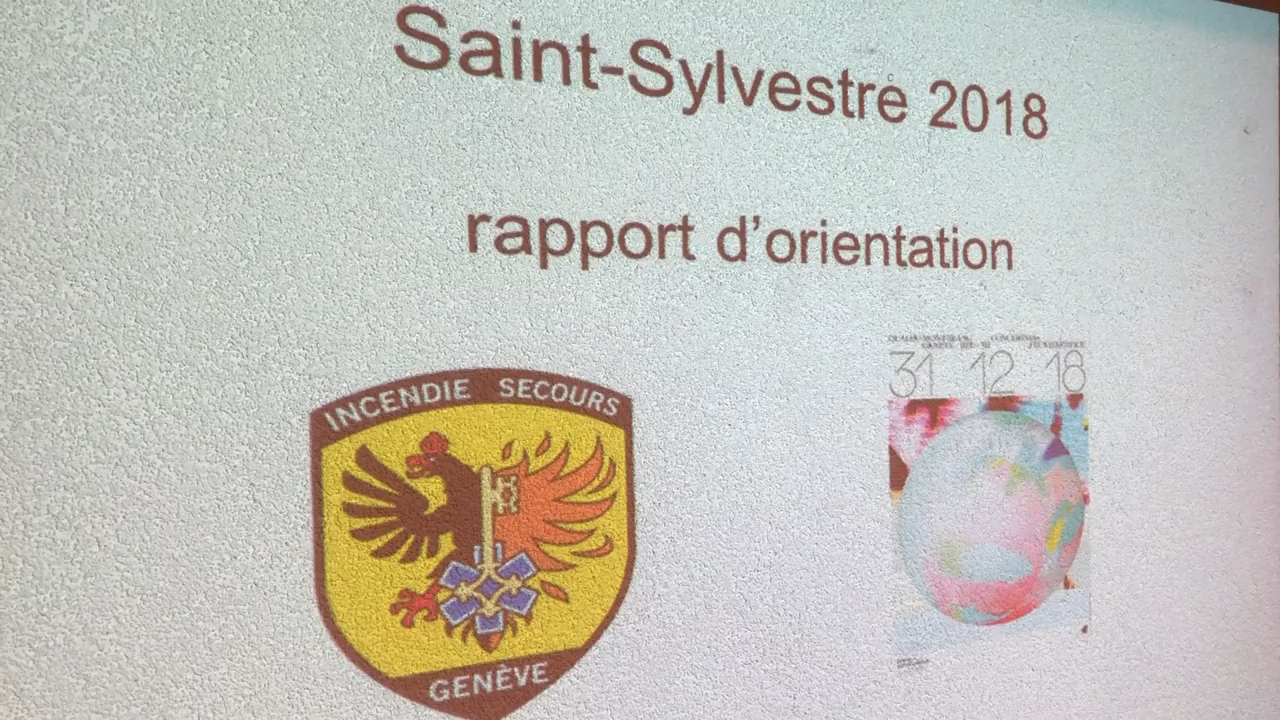 Saint-Sylvestre 2018
rapport d'orientation
INCENDIE SECOURS
GENÈVE
31 12 18